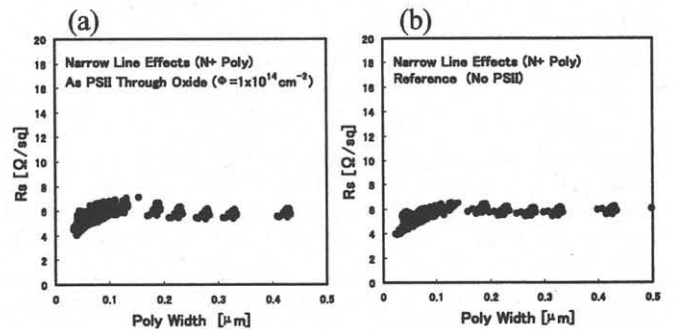 (a)
Narrow Line Effects (N+ Poly)
As PSII Through Oxide (Φ=1x10¹⁴cm⁻²)
Rs [Ω/sq]
20
18
16
14
12
10
8
6
4
2
0
0 0.1 0.2 0.3 0.4 0.5
Poly Width [μm]
(b)
Narrow Line Effects (N+ Poly)
Reference (No PSII)
Rs [Ω/sq]
20
18
16
14
12
10
8
6
4
2
0
0 0.1 0.2 0.3 0.4 0.5
Poly Width [μm]